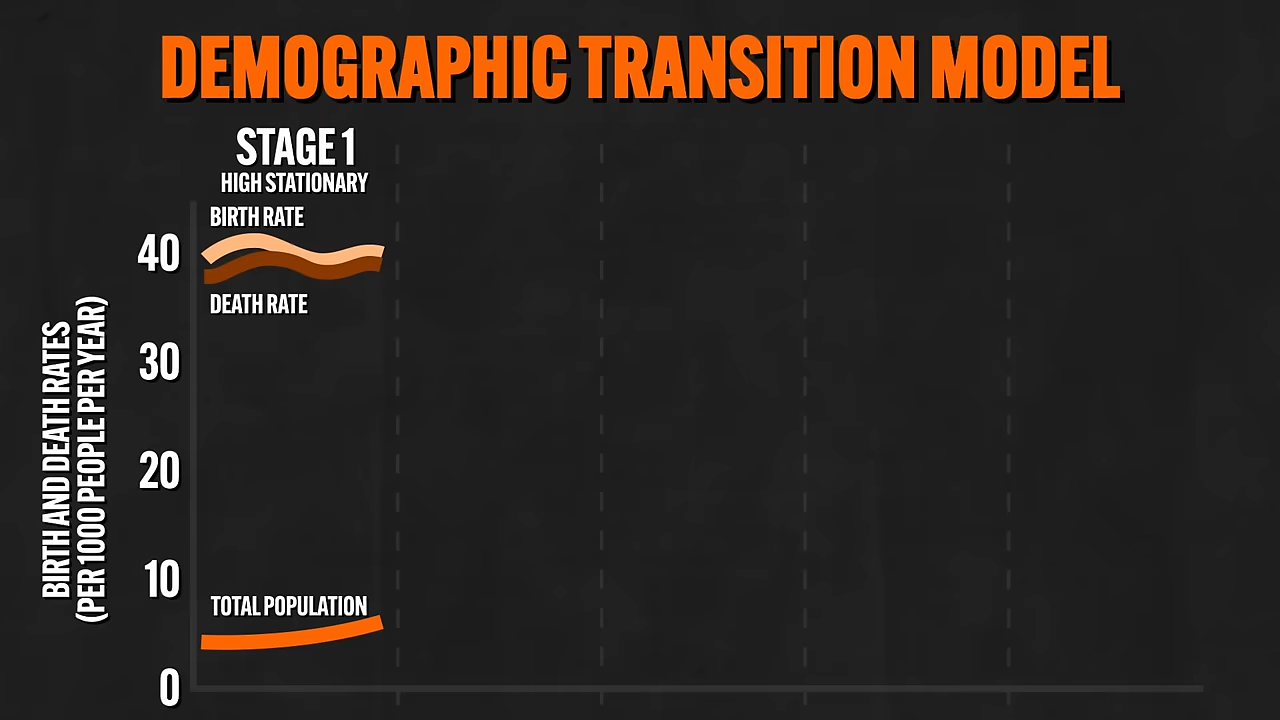 DEMOGRAPHIC TRANSITION MODEL
STAGE 1
HIGH STATIONARY
BIRTH RATE
40
DEATH RATE
30
20
10
0
BIRTH AND DEATH RATES
(PER 1000 PEOPLE PER YEAR)
TOTAL POPULATION